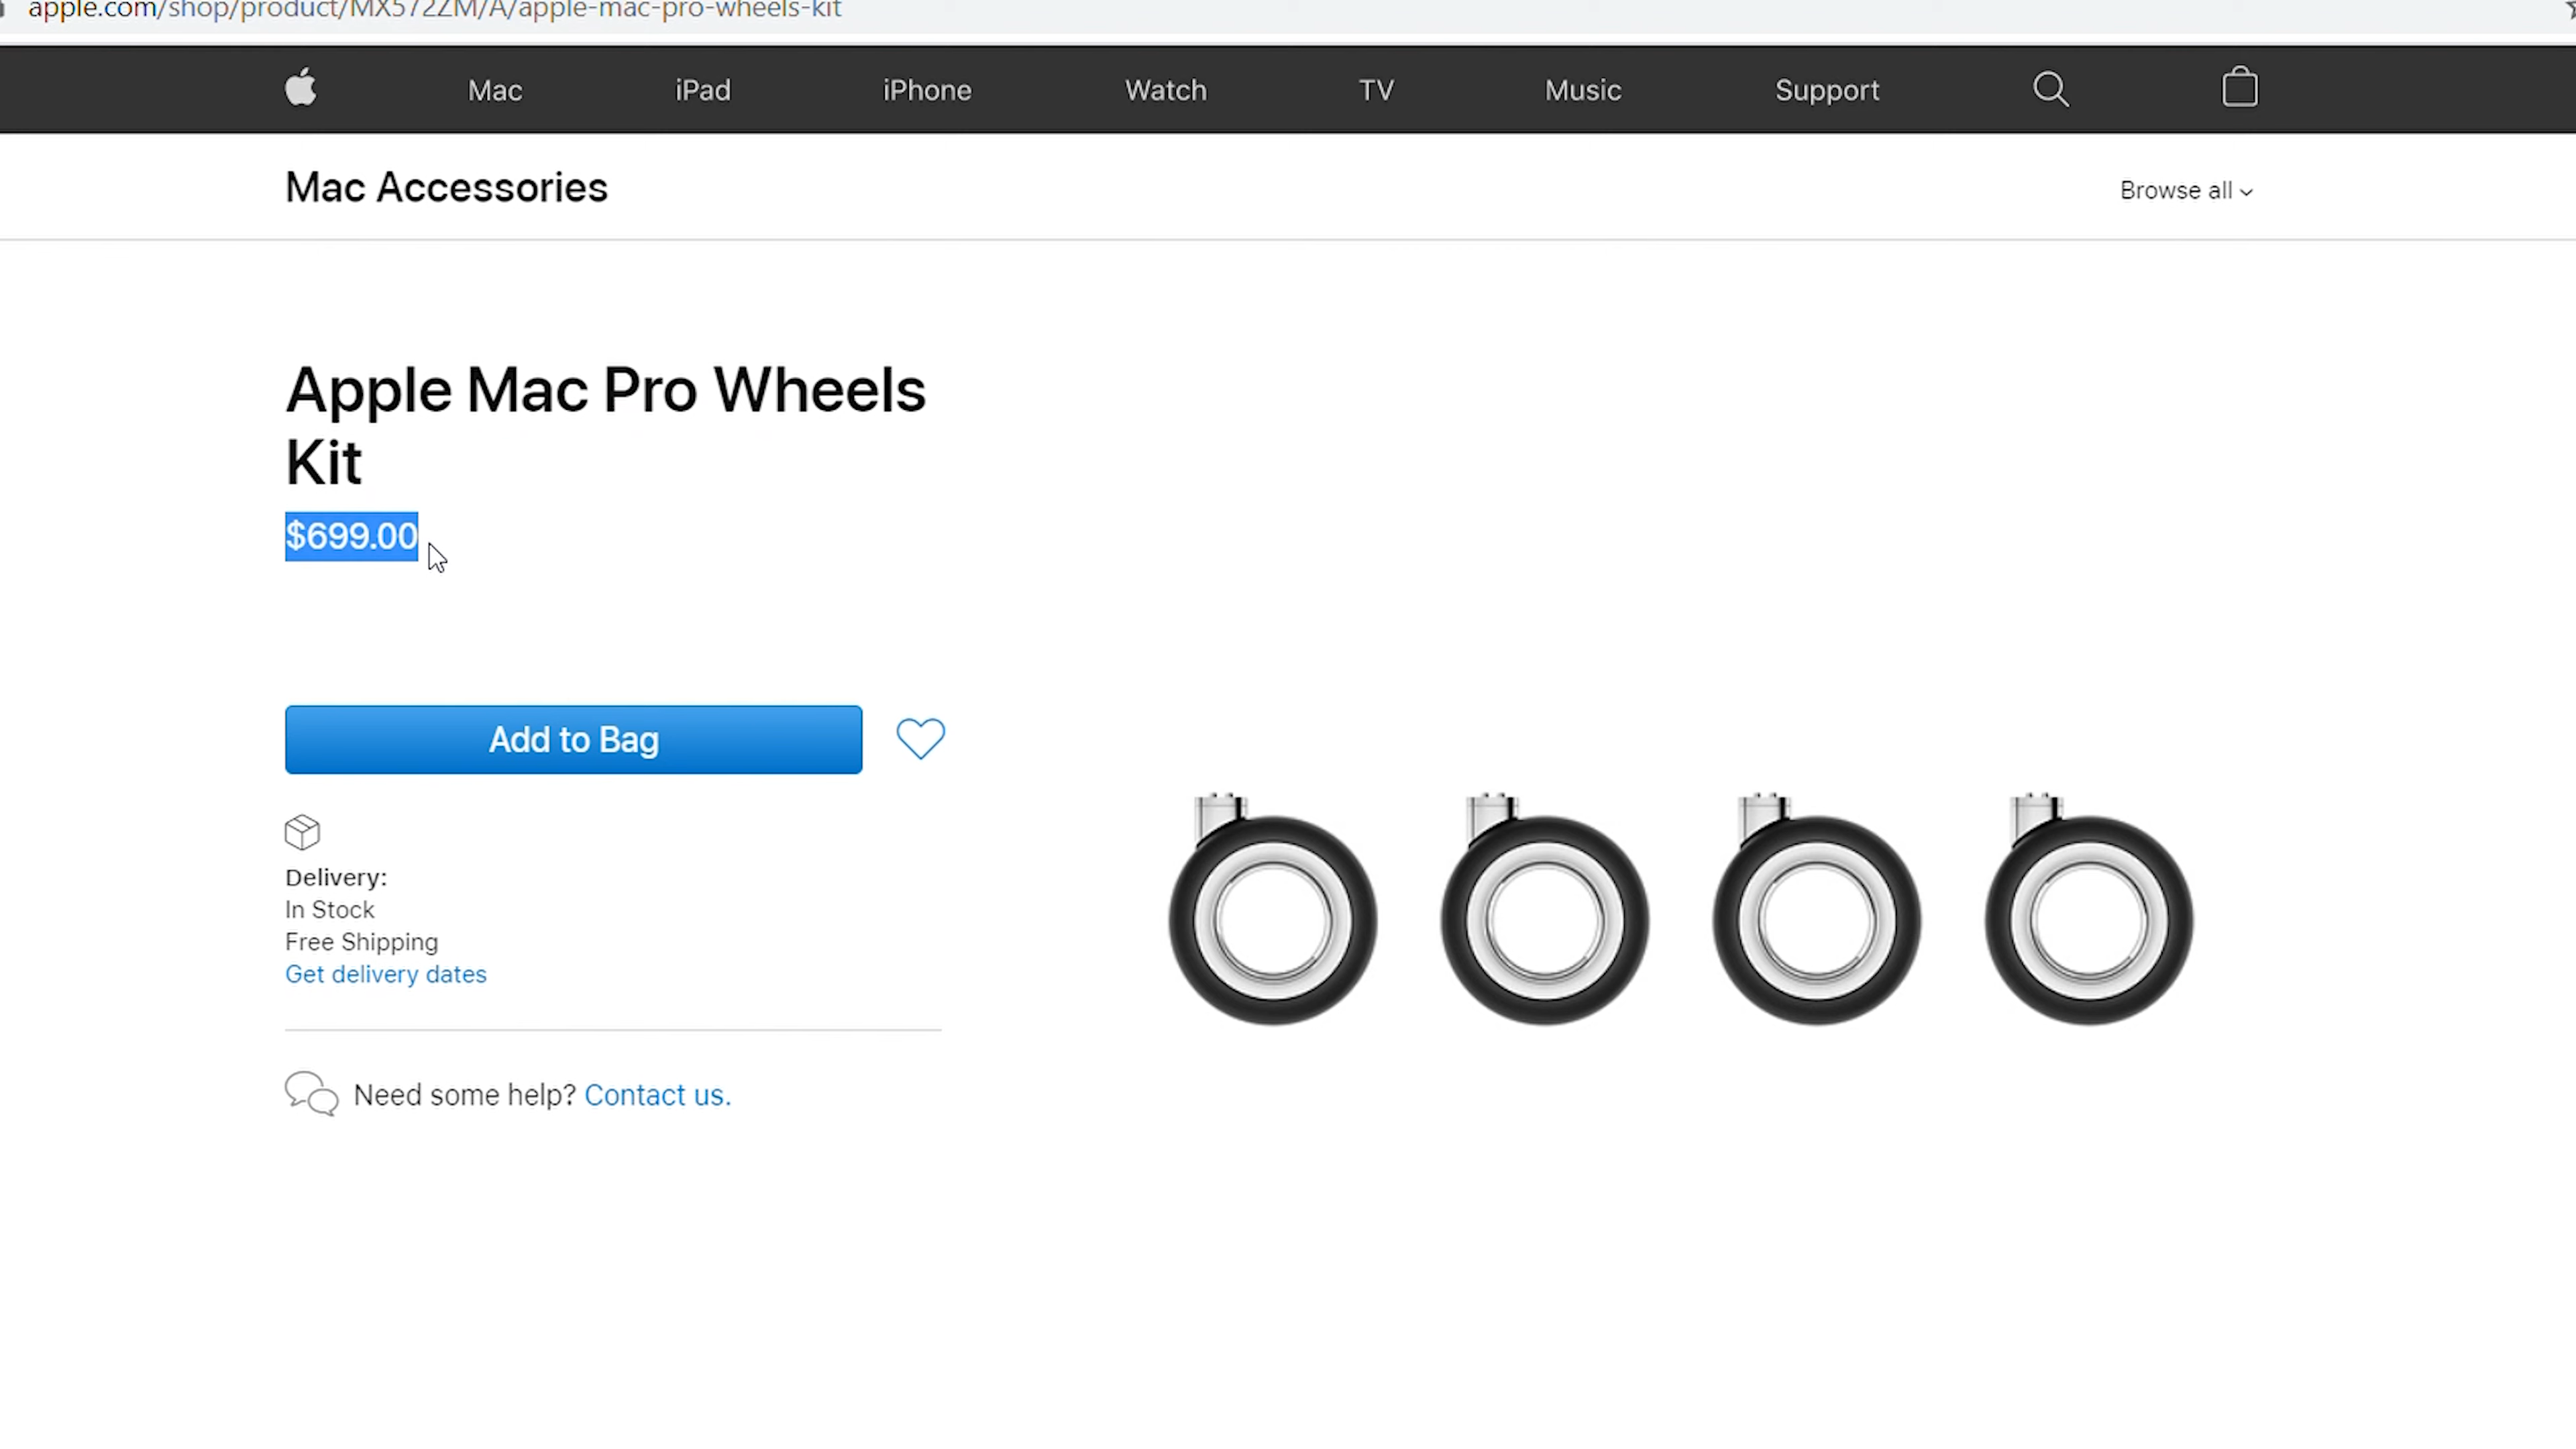 apple.com/shop/product/MX572ZM/A/apple-mac-pro-wheels-kit
Mac iPad iPhone Watch TV Music Support
Mac Accessories
Browse all
Apple Mac Pro Wheels
Kit
$699.00
Add to Bag
Delivery:
In Stock
Free Shipping
Get delivery dates
Need some help? Contact us.